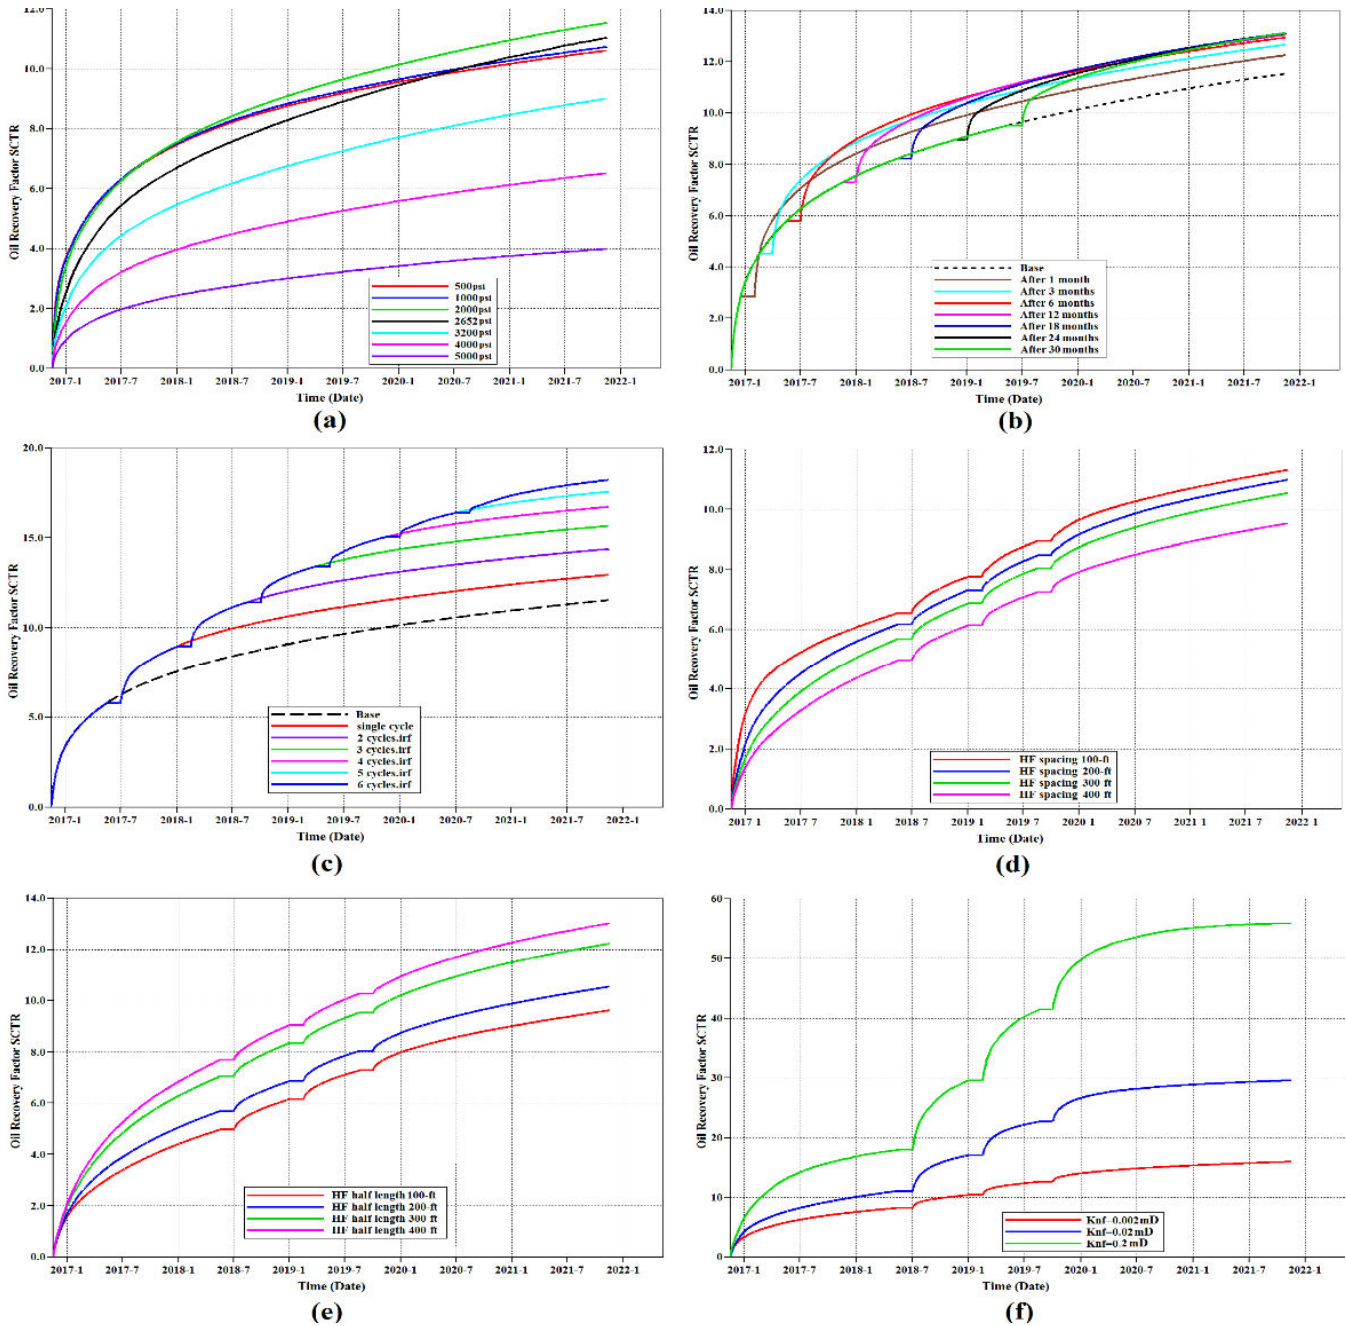 Oil Recovery Factor SCTR
12.0
10.0
8.0
6.0
4.0
2.0
0.0
500psi
1000psi
2000psi
2652psi
3200psi
4000psi
5000psi
2017-1 2017-7 2018-1 2018-7 2019-1 2019-7 2020-1 2020-7 2021-1 2021-7 2022-1
Time (Date)
(a)
Oil Recovery Factor SCTR
14.0
12.0
10.0
8.0
6.0
4.0
2.0
0.0
Base
After 1 month
After 3 months
After 6 months
After 12 months
After 18 months
After 24 months
After 30 months
2017-1 2017-7 2018-1 2018-7 2019-1 2019-7 2020-1 2020-7 2021-1 2021-7 2022-1
Time (Date)
(b)
Oil Recovery Factor SCTR
20.0
15.0
10.0
5.0
0.0
Base
single cycle
2 cycles.irf
3 cycles.irf
4 cycles.irf
5 cycles.irf
6 cycles.irf
2017-1 2017-7 2018-1 2018-7 2019-1 2019-7 2020-1 2020-7 2021-1 2021-7 2022-1
Time (Date)
(c)
Oil Recovery Factor SCTR
12.0
10.0
8.0
6.0
4.0
2.0
0.0
HF spacing 100-ft
HF spacing 200-ft
HF spacing 300 ft
HF spacing 400 ft
2017 1 2017 7 2018-1 2018-7 2019-1 2019-7 2020-1 2020 7 2021 1 2021 7 2022-1
Time (Date)
(d)
Oil Recovery Factor SCTR
14.0
12.0
10.0
8.0
6.0
4.0
2.0
0.0
HF half length 100-ft
HF half length 200-ft
HF half length 300 ft
HF half length 400 ft
2017-1 2017-7 2018-1 2018-7 2019-1 2019-7 2020-1 2020-7 2021-1 2021-7 2022-1
Time (Date)
(e)
Oil Recovery Factor SCTR
60
50
40
30
20
10
0
Knf=0.002mD
Knf=0.02mD
Knf=0.2mD
2017-1 2017-7 2018-1 2018-7 2019-1 2019-7 2020-1 2020-7 2021-1 2021-7 2022-1
Time (Date)
(f)